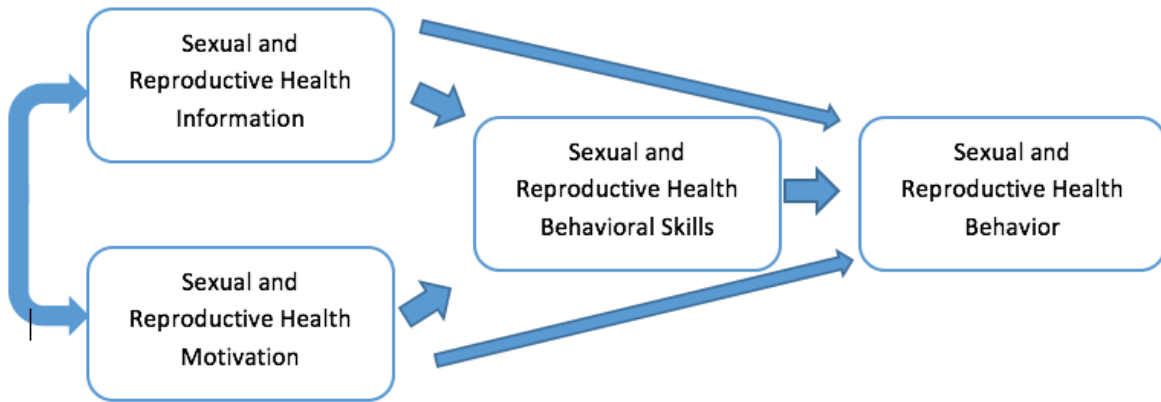 Sexual and
Reproductive Health
Information
Sexual and
Reproductive Health
Behavioral Skills
Sexual and
Reproductive Health
Behavior
Sexual and
Reproductive Health
Motivation